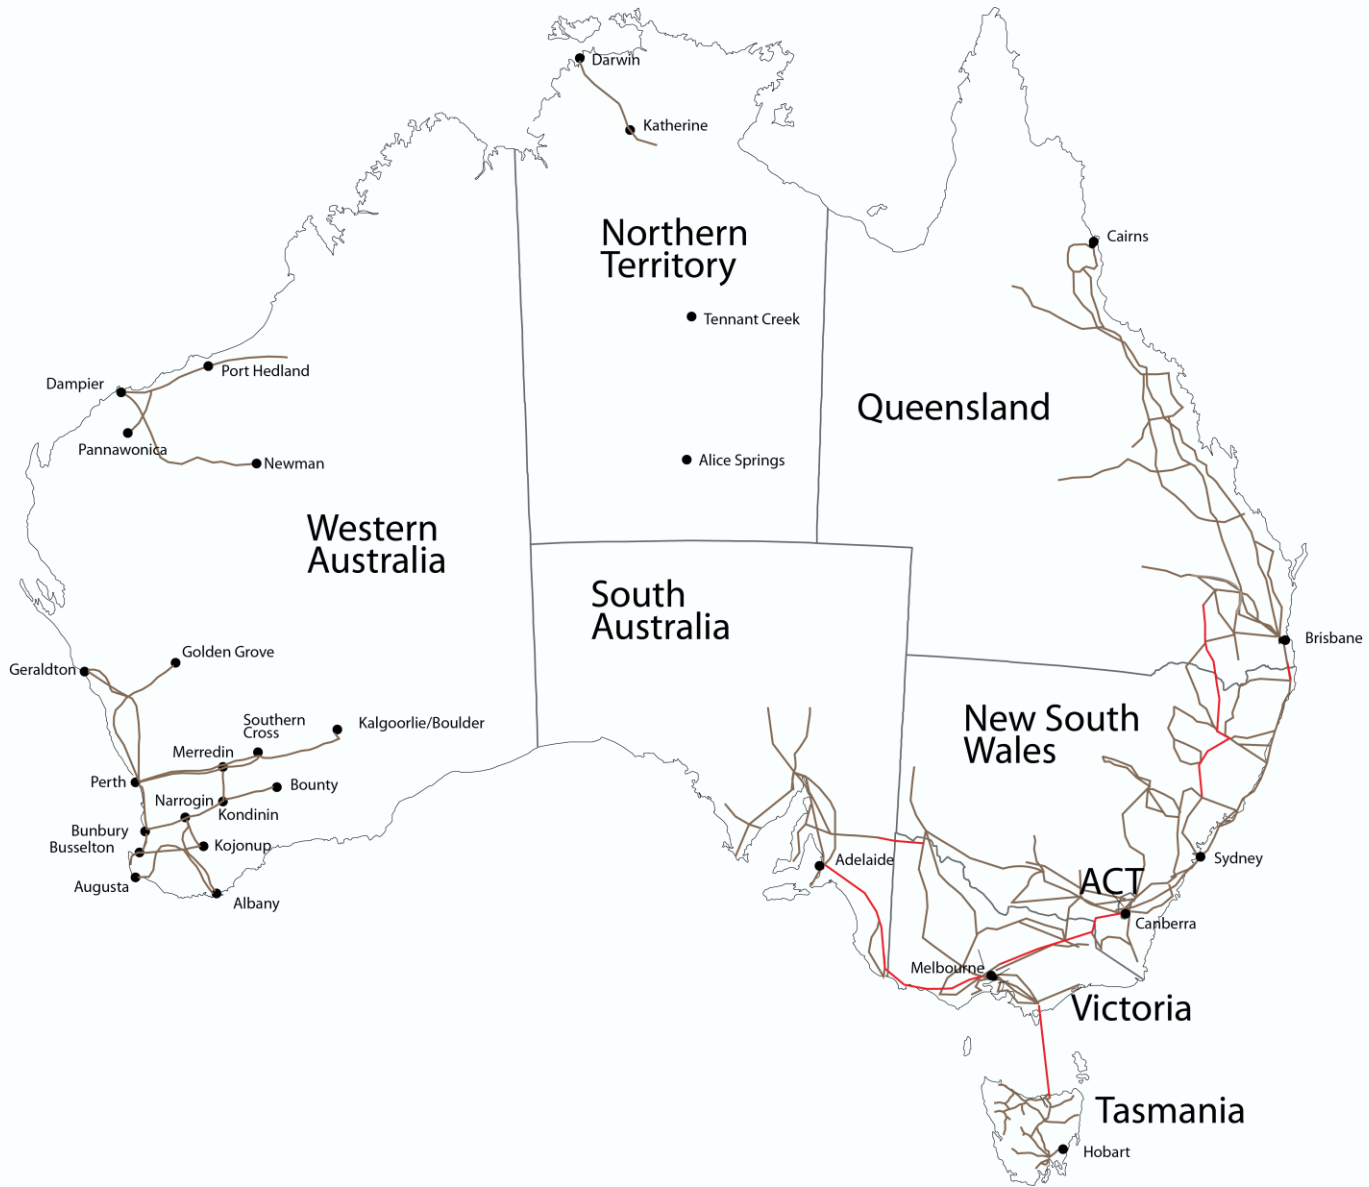 Darwin
Katherine
Northern
Territory
Cairns
Tennant Creek
Port Hedland
Dampier
Queensland
Pannawonica
Newman
Alice Springs
Western
Australia
South
Australia
Brisbane
Golden Grove
Geraldton
Southern
Cross
Kalgoorlie/Boulder
New South
Wales
Merredin
Perth
Bounty
Narrogin
Kondinin
Bunbury
Busselton
Kojonup
Adelaide
Sydney
Augusta
ACT
Albany
Canberra
Melbourne
Victoria
Tasmania
Hobart